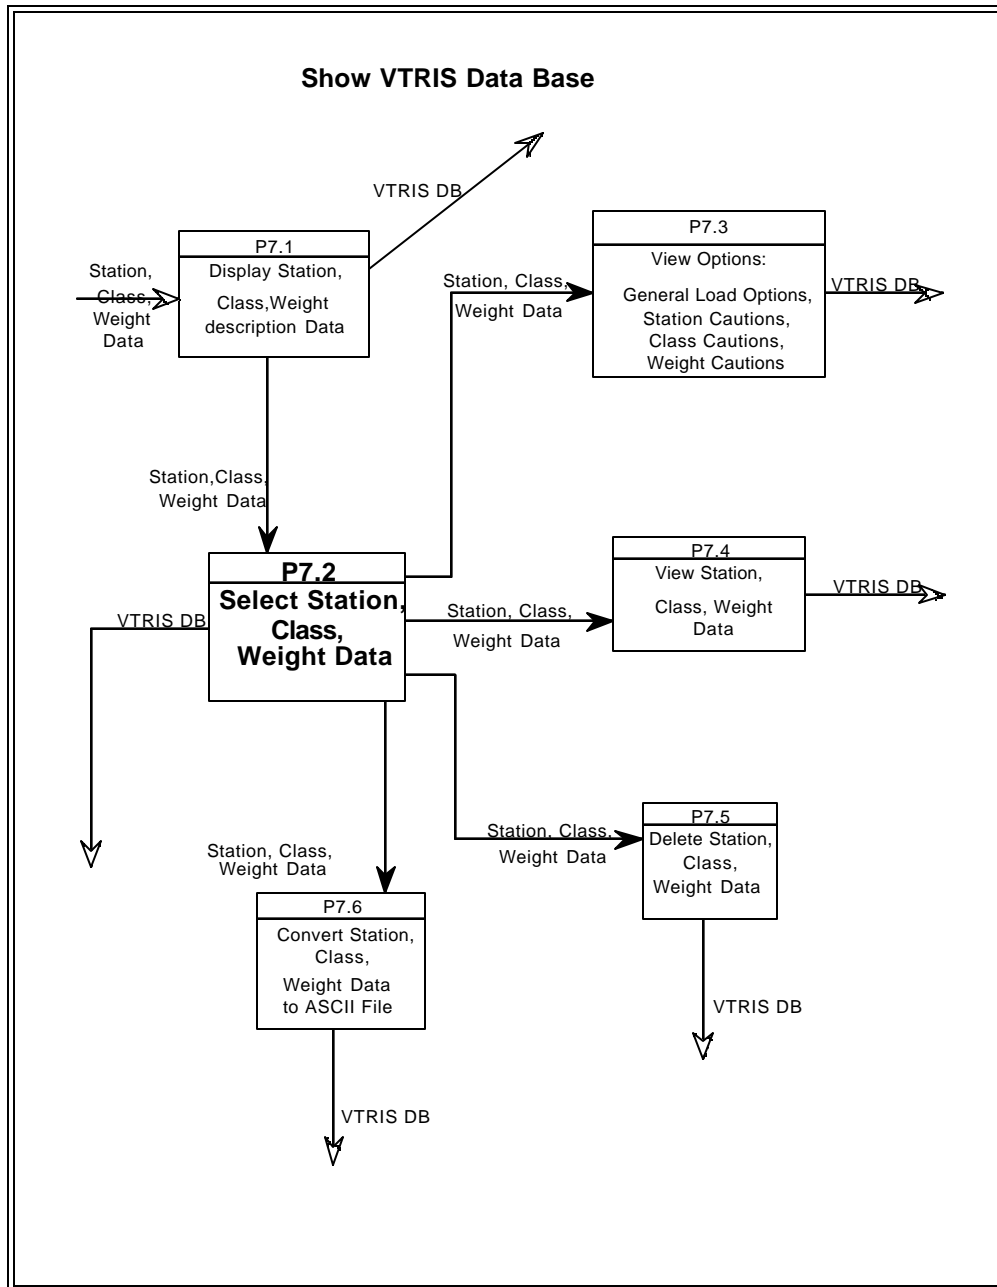 Show VTRIS Data Base
VTRIS DB
P7.1
Display Station,
Class,Weight
description Data
Station,
Class,
Weight
Data
P7.3
View Options:
General Load Options,
Station Cautions,
Class Cautions,
Weight Cautions
Station, Class,
Weight Data
VTRIS DB
Station,Class,
Weight Data
P7.2
Select Station,
Class,
Weight Data
VTRIS DB
Station, Class,
Weight Data
P7.4
View Station,
Class, Weight
Data
VTRIS DB
Station, Class,
Weight Data
P7.5
Delete Station,
Class,
Weight Data
VTRIS DB
Station, Class,
Weight Data
P7.6
Convert Station,
Class,
Weight Data
to ASCII File
VTRIS DB